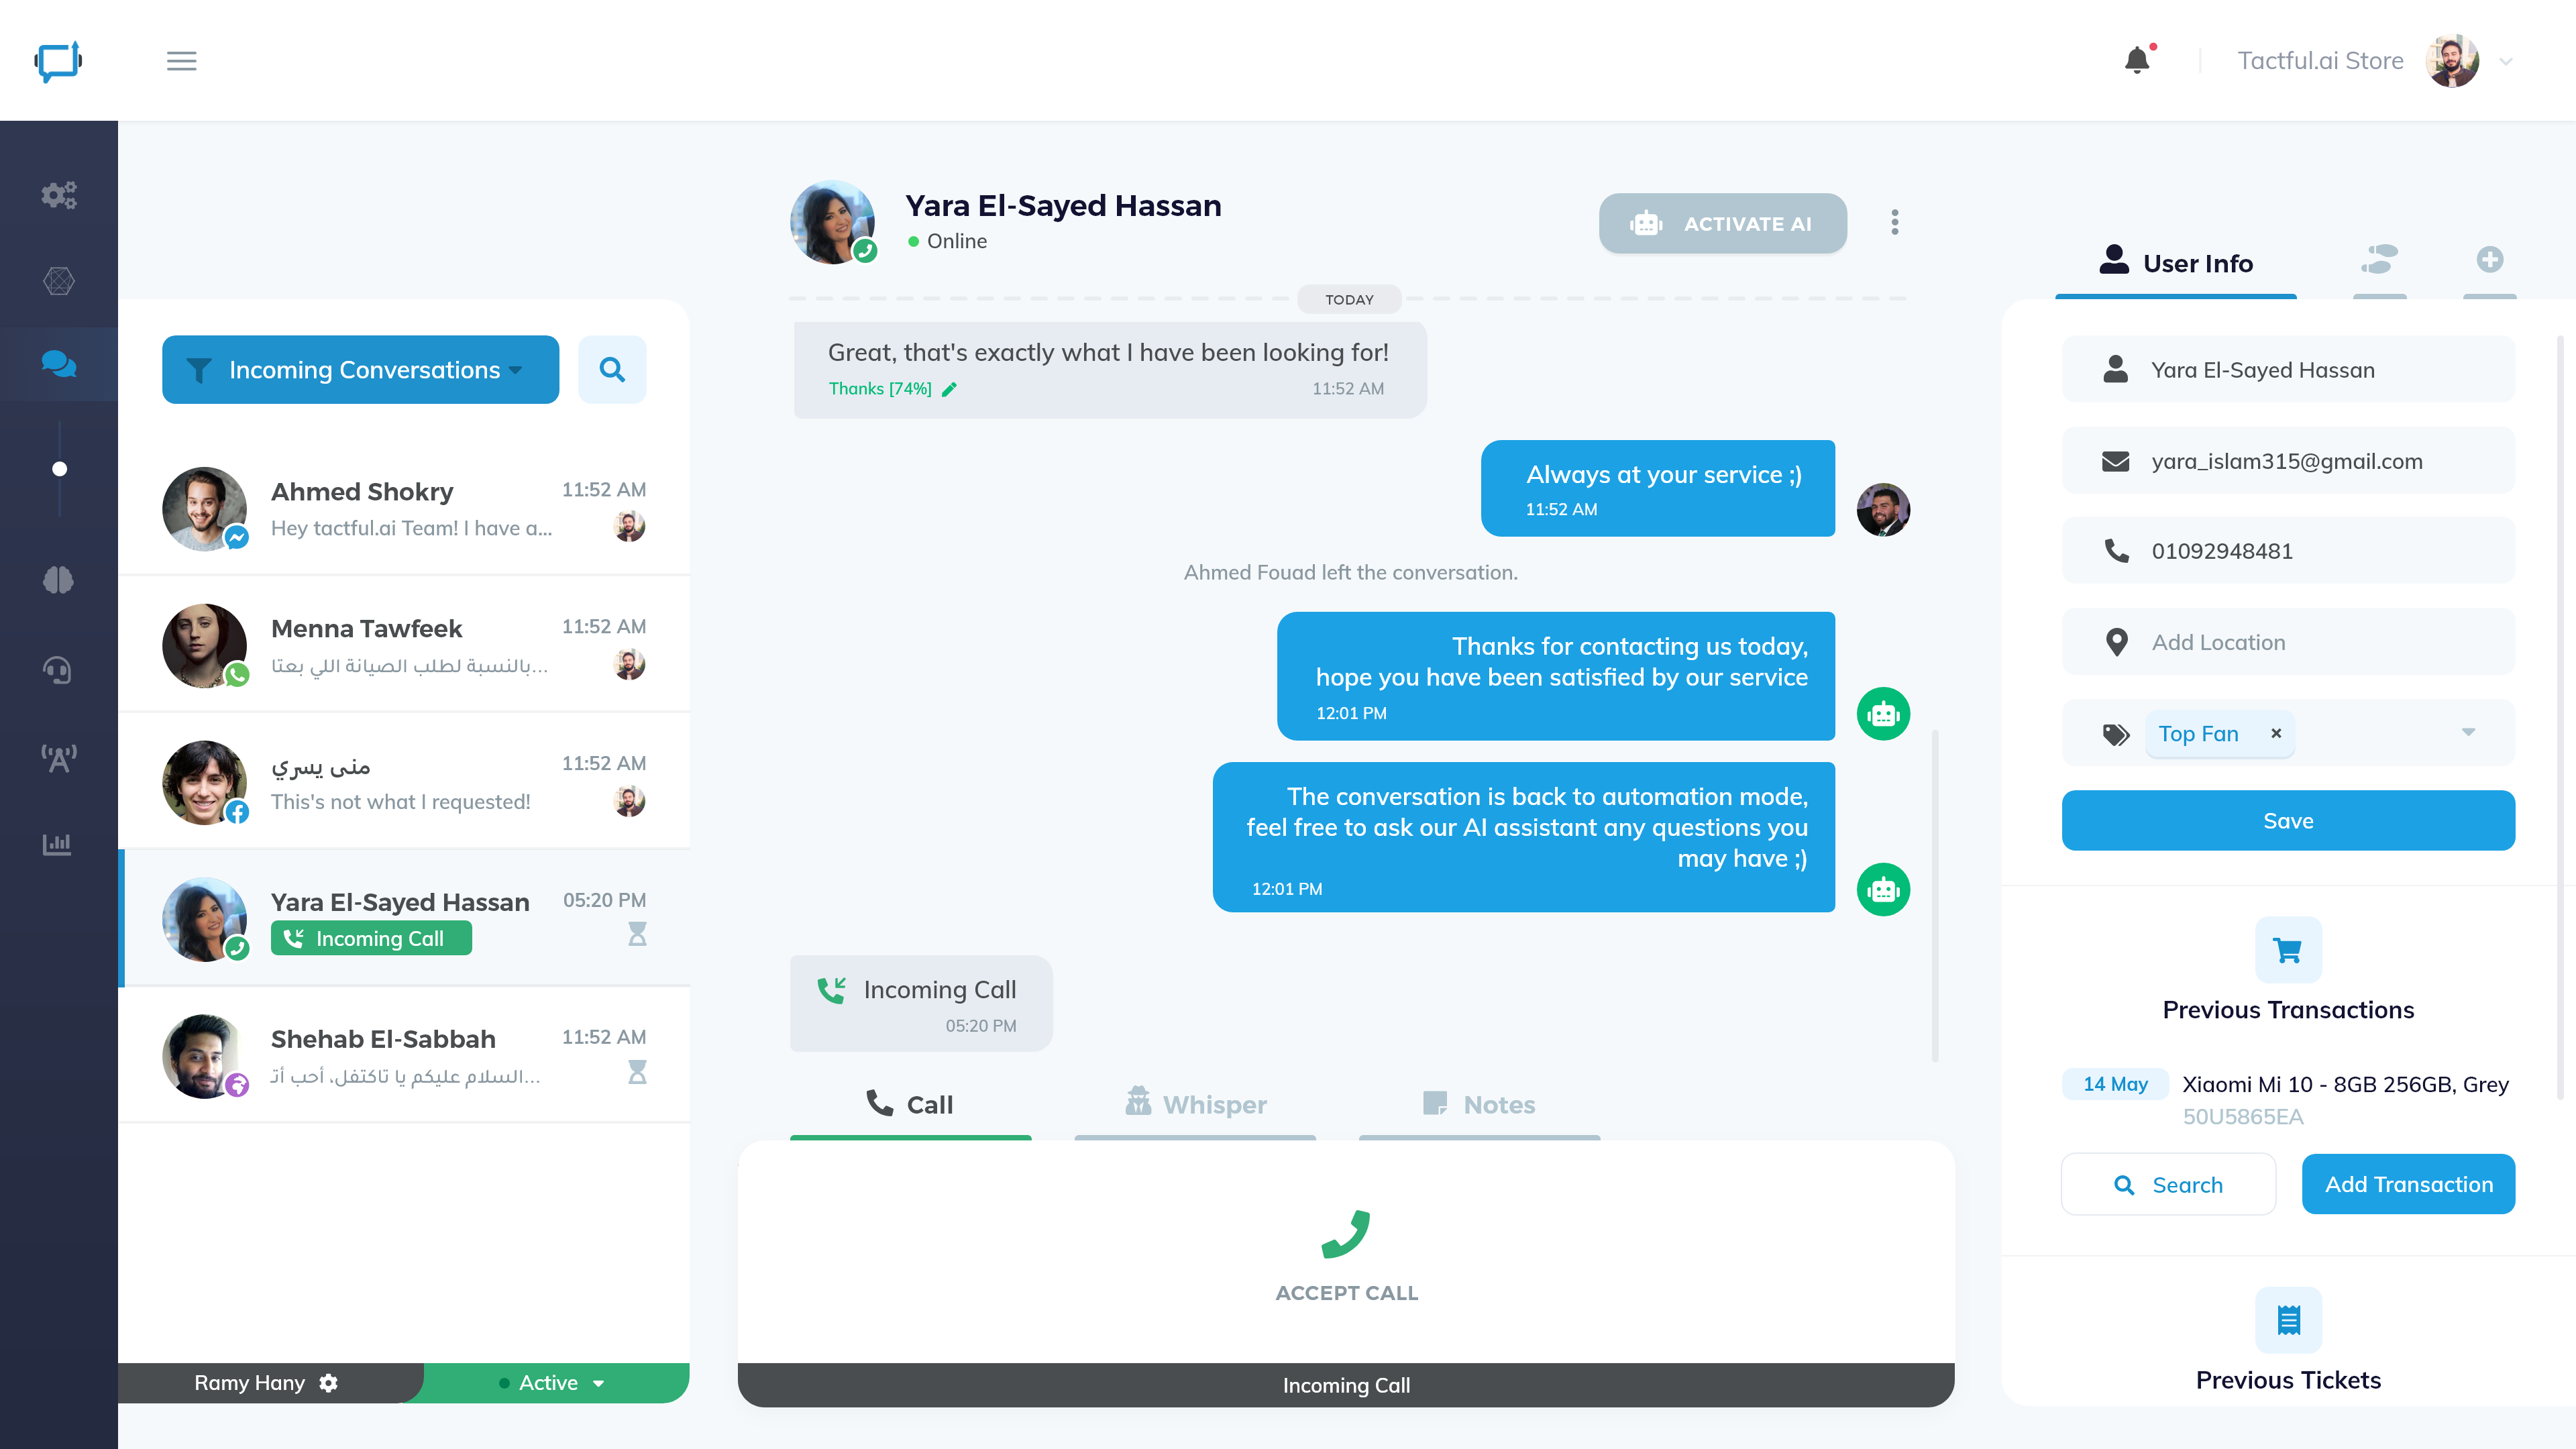 Tactful.ai Store
Incoming Conversations
Ahmed Shokry
11:52 AM
Hey tactful.ai Team! I have a...
Menna Tawfeek
11:52 AM
بالنسبة لطلب الصيانة اللي بعتا...
منى يسري
11:52 AM
This's not what I requested!
Yara El-Sayed Hassan
05:20 PM
Incoming Call
Shehab El-Sabbah
11:52 AM
السلام عليكم يا تاكتفل، أحب أتـ...
Ramy Hany
Active
Yara El-Sayed Hassan
Online
ACTIVATE AI
TODAY
Great, that's exactly what I have been looking for!
Thanks [74%]
11:52 AM
Always at your service ;)
11:52 AM
Ahmed Fouad left the conversation.
Thanks for contacting us today,
hope you have been satisfied by our service
12:01 PM
The conversation is back to automation mode,
feel free to ask our AI assistant any questions you
may have ;)
12:01 PM
Incoming Call
05:20 PM
Call
Whisper
Notes
ACCEPT CALL
Incoming Call
User Info
Yara El-Sayed Hassan
yara_islam315@gmail.com
01092948481
Add Location
Top Fan ×
Save
Previous Transactions
14 May
Xiaomi Mi 10 - 8GB 256GB, Grey
50U5865EA
Search
Add Transaction
Previous Tickets